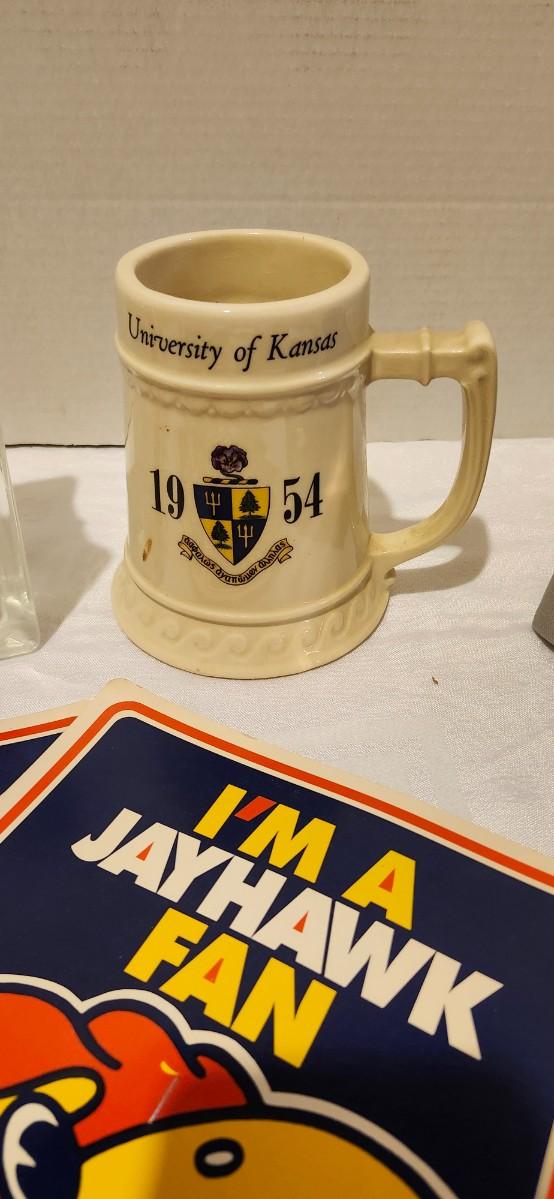 University of Kansas
19 54
I'M A
JAYHAWK
FAN